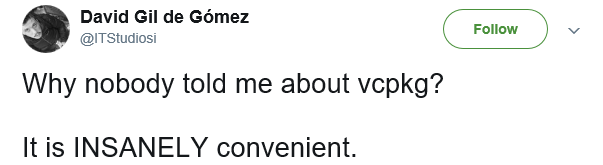 David Gil de Gómez
@ITStudiosi
Follow
Why nobody told me about vcpkg?
It is INSANELY convenient.